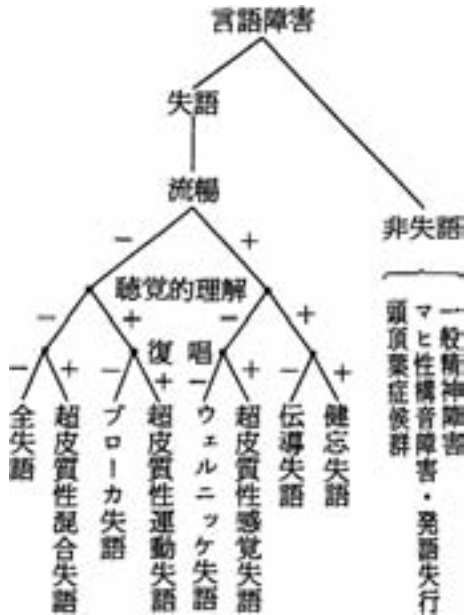 言語障害
失語
流暢
非失語
− +
聴覚的理解
− + − +
復唱
− + − + − + − +
全失語
超皮質性混合失語
ブローカ失語
超皮質性運動失語
ウェルニッケ失語
超皮質性感覚失語
伝導失語
健忘失語
一般精神障害
マヒ性構音障害・発語失行
頭頂葉症候群